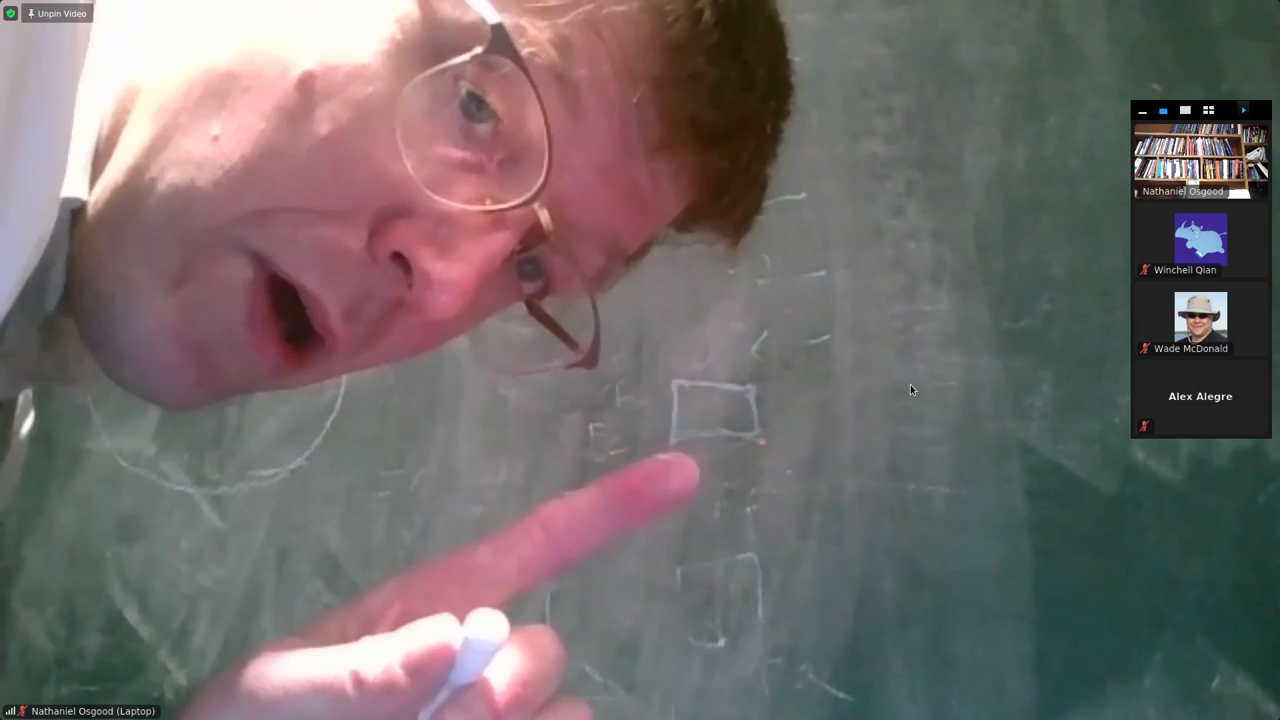 Unpin Video
Nathaniel Osgood
Winchell Qian
Wade McDonald
Alex Alegre
Nathaniel Osgood (Laptop)